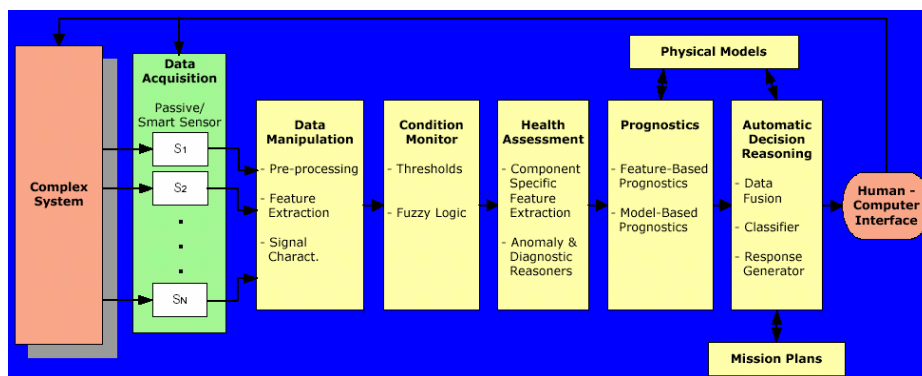 Complex
System
Data
Acquisition
Passive/
Smart Sensor
S1
S2
SN
Data
Manipulation
- Pre-processing
- Feature
Extraction
- Signal
Charact.
Condition
Monitor
- Thresholds
- Fuzzy Logic
Health
Assessment
- Component
Specific
Feature
Extraction
- Anomaly &
Diagnostic
Reasoners
Physical Models
Prognostics
- Feature-Based
Prognostics
- Model-Based
Prognostics
Automatic
Decision
Reasoning
- Data
Fusion
- Classifier
- Response
Generator
Mission Plans
Human -
Computer
Interface